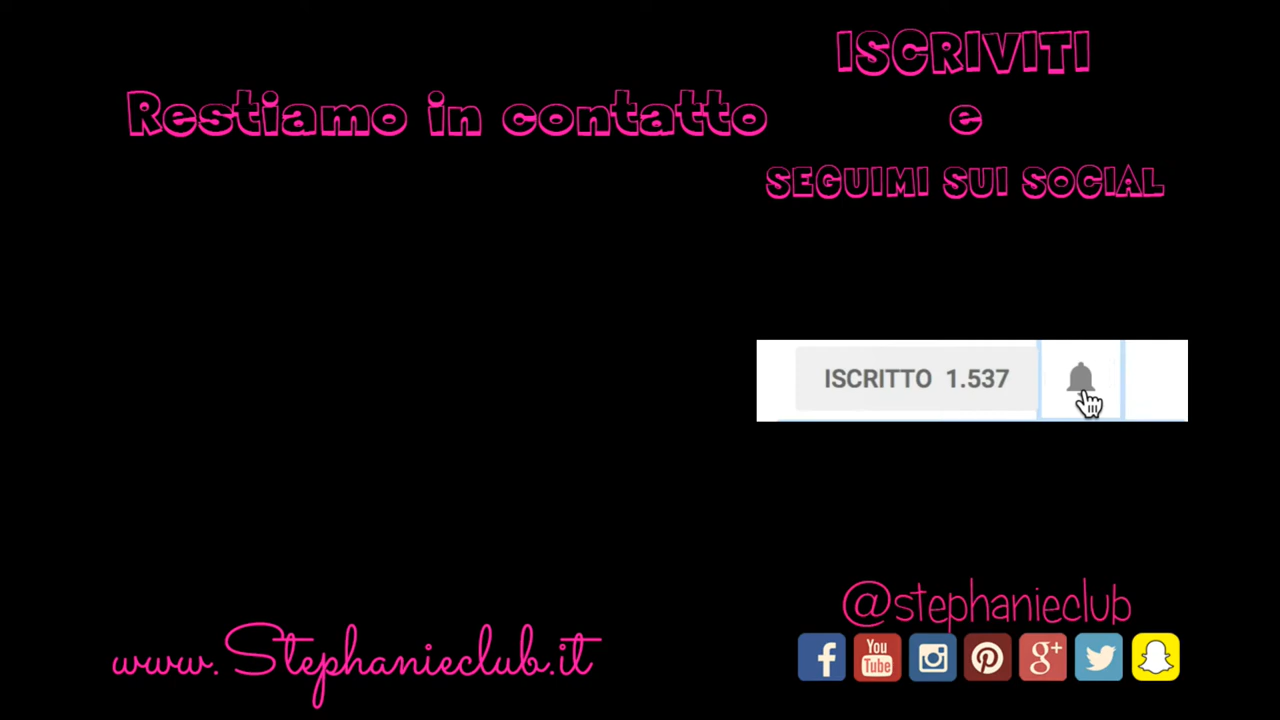 ISCRIVITI
Restiamo in contatto
e
SEGUIMI SUI SOCIAL
ISCRITTO 1.537
@stephanieclub
www.Stephanieclub.it
You
Tube
g+